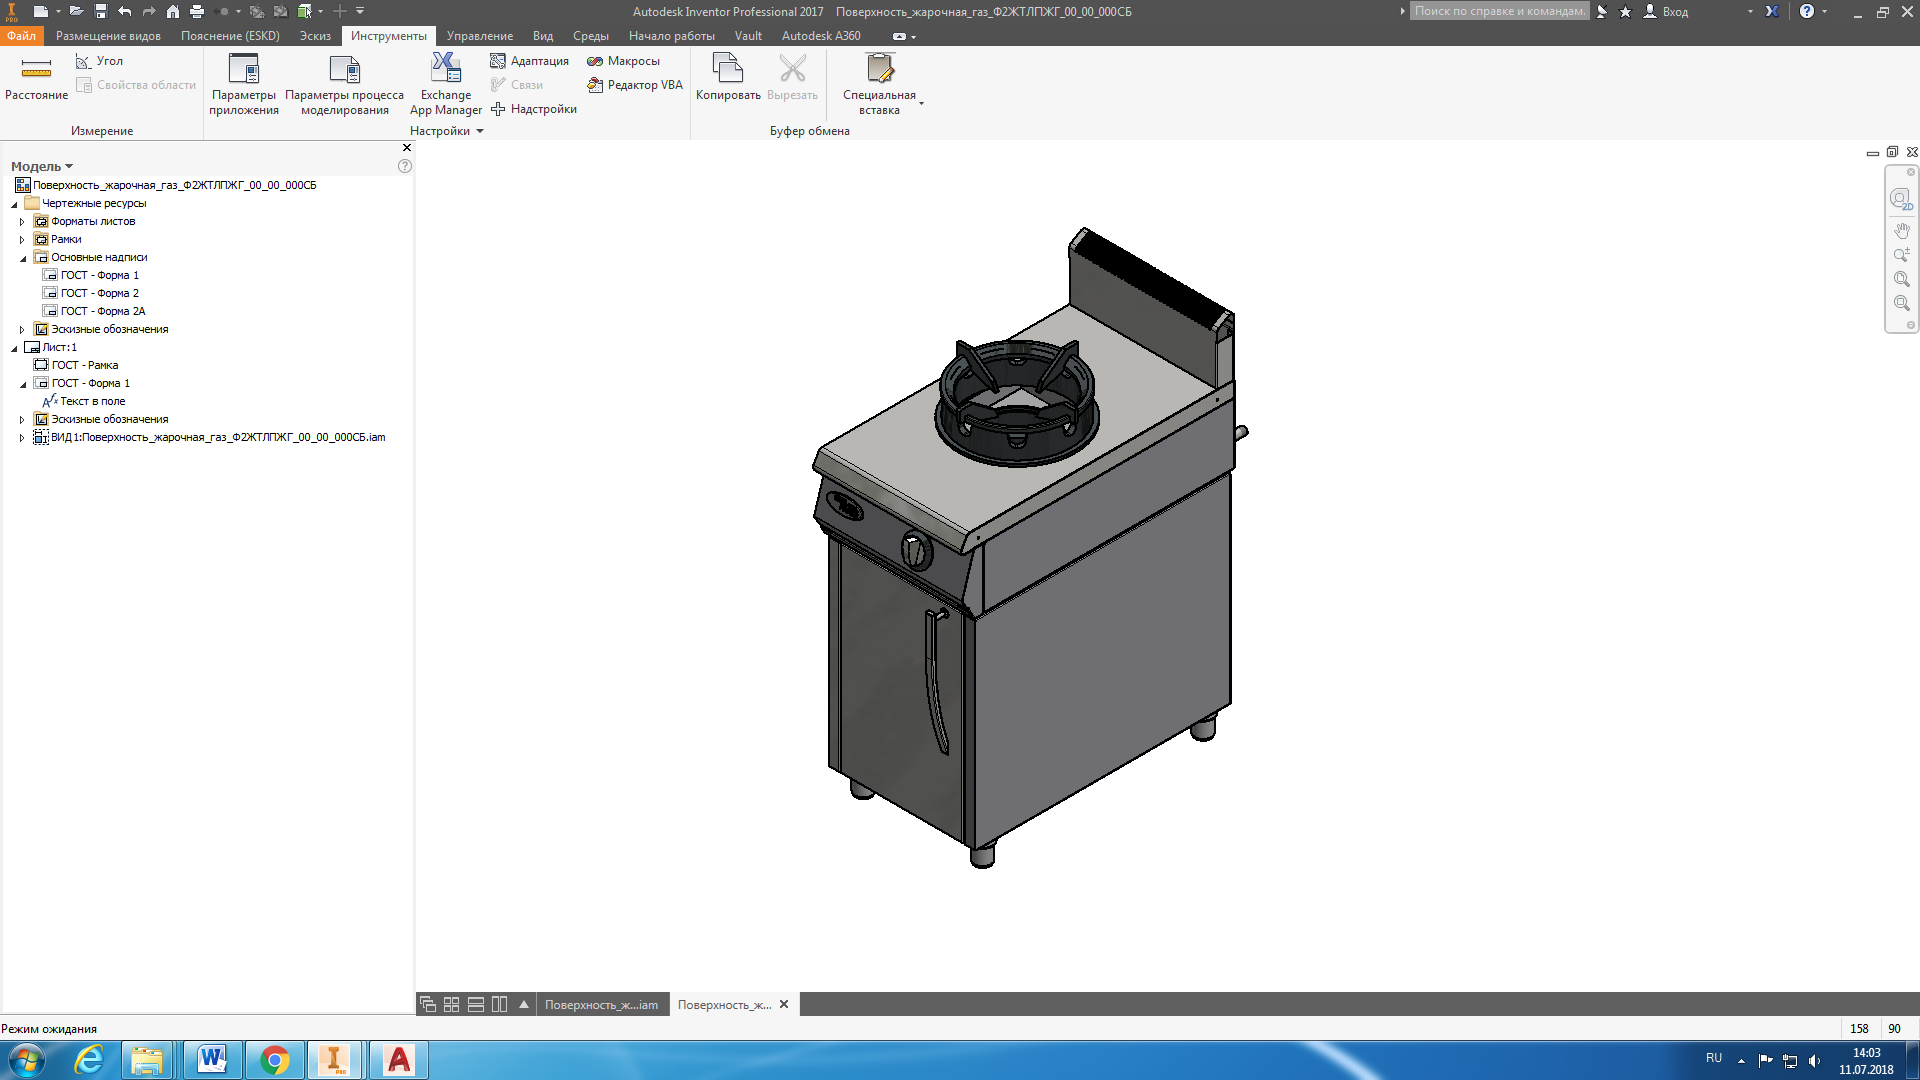 Autodesk Inventor Professional 2017 Поверхность_жарочная_газ_Ф2ЖТЛПЖГ_00_00_000СБ
Поиск по справке и командам. Вход
PRO
Файл Размещение видов Пояснение (ESKD) Эскиз Инструменты Управление Вид Среды Начало работы Vault Autodesk A360
Расстояние
Угол
Свойства области
Измерение
Параметры
приложения
Параметры процесса
моделирования
Exchange
App Manager
Адаптация
Связи
Надстройки
Макросы
Редактор VBA
Настройки
Копировать
Вырезать
Специальная
вставка
Буфер обмена
Модель
Поверхность_жарочная_газ_Ф2ЖТЛПЖГ_00_00_000СБ
Чертежные ресурсы
Форматы листов
Рамки
Основные надписи
ГОСТ - Форма 1
ГОСТ - Форма 2
ГОСТ - Форма 2А
Эскизные обозначения
Лист:1
ГОСТ - Рамка
ГОСТ - Форма 1
Текст в поле
Эскизные обозначения
ВИД1:Поверхность_жарочная_газ_Ф2ЖТЛПЖГ_00_00_000СБ.iam
2D
Поверхность_ж...iam Поверхность_ж...
Режим ожидания
158 90
RU
14:03
11.07.2018